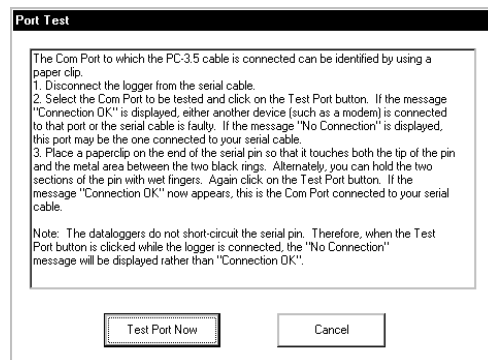 Port Test
The Com Port to which the PC-3.5 cable is connected can be identified by using a
paper clip.
1. Disconnect the logger from the serial cable.
2. Select the Com Port to be tested and click on the Test Port button.  If the message
"Connection OK" is displayed, either another device (such as a modem) is connected
to that port or the serial cable is faulty.  If the message "No Connection" is displayed,
this port may be the one connected to your serial cable.
3. Place a paperclip on the end of the serial pin so that it touches both the tip of the pin
and the metal area between the two black rings.  Alternately, you can hold the two
sections of the pin with wet fingers.  Again click on the Test Port button.  If the
message "Connection OK" now appears, this is the Com Port connected to your serial
cable.
Note:  The dataloggers do not short-circuit the serial pin.  Therefore, when the Test
Port button is clicked while the logger is connected, the "No Connection"
message will be displayed rather than "Connection OK".
Test Port Now
Cancel